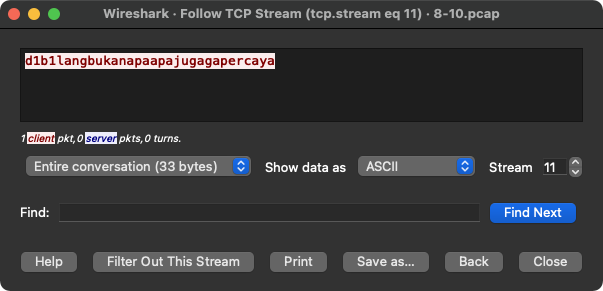 Wireshark · Follow TCP Stream (tcp.stream eq 11) · 8-10.pcap
d1b1langbukanapaapajugagapercaya
1 client pkt, 0 server pkts, 0 turns.
Entire conversation (33 bytes) Show data as ASCII Stream 11
Find: Find Next
Help Filter Out This Stream Print Save as... Back Close